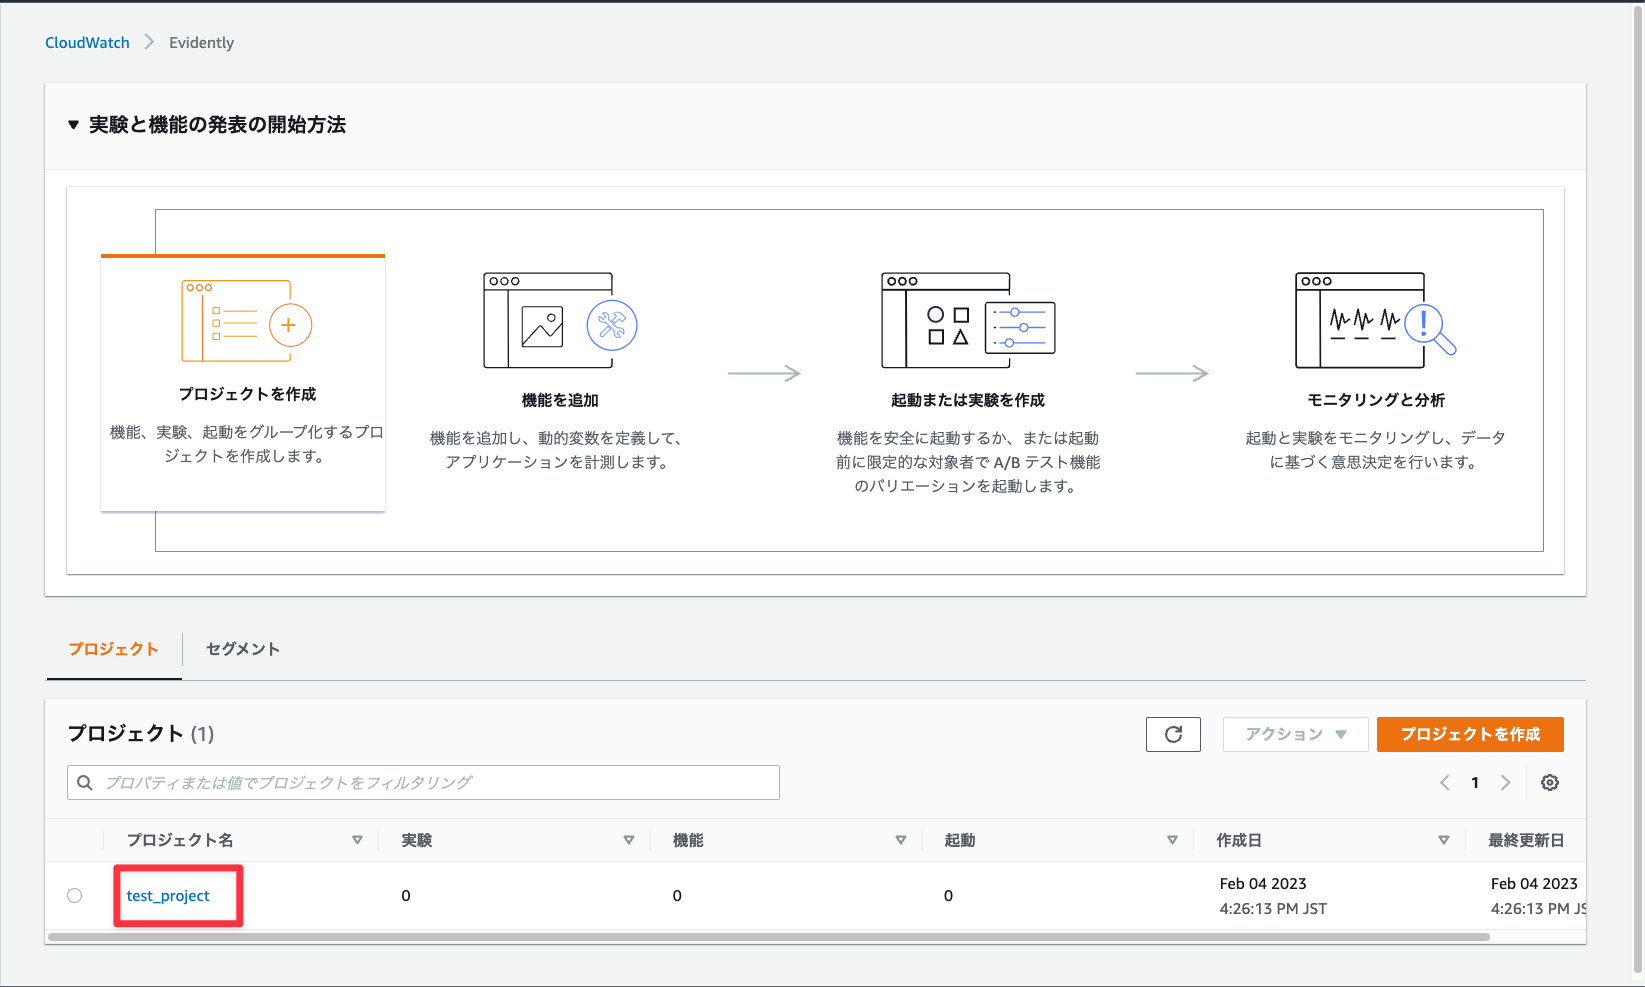 CloudWatch > Evidently
▼ 実験と機能の発表の開始方法
プロジェクトを作成
機能、実験、起動をグループ化するプロ
ジェクトを作成します。
機能を追加
機能を追加し、動的変数を定義して、
アプリケーションを計測します。
起動または実験を作成
機能を安全に起動するか、または起動
前に限定的な対象者で A/B テスト機能
のバリエーションを起動します。
モニタリングと分析
起動と実験をモニタリングし、データ
に基づく意思決定を行います。
プロジェクト セグメント
プロジェクト (1)
アクション ▼ プロジェクトを作成
プロパティまたは値でプロジェクトをフィルタリング
< 1 >
プロジェクト名 実験 機能 起動 作成日 最終更新日
test_project 0 0 0 Feb 04 2023 Feb 04 2023
4:26:13 PM JST 4:26:13 PM JS